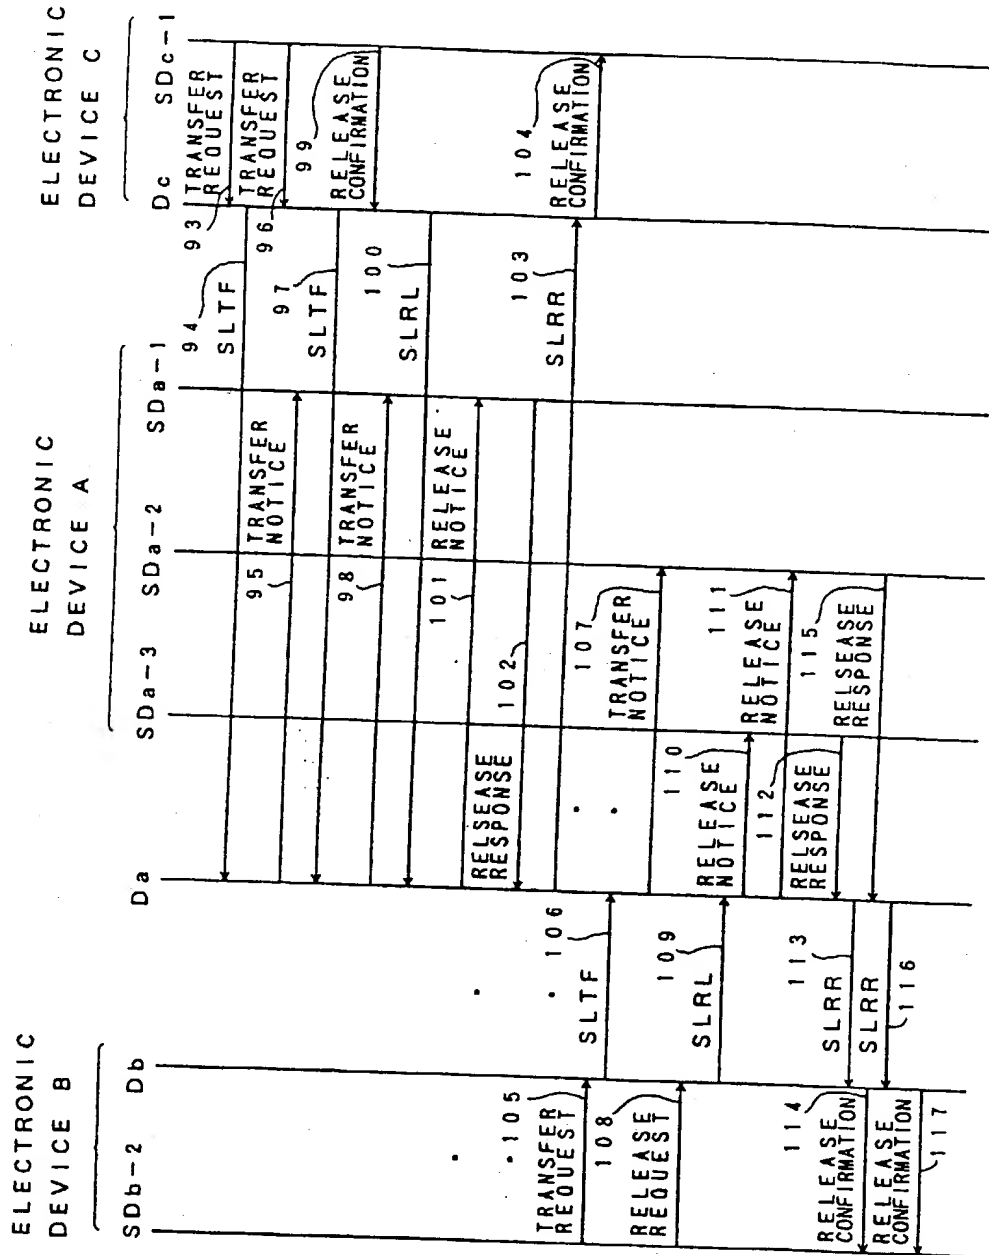 ELECTRONIC
DEVICE B
ELECTRONIC
DEVICE A
ELECTRONIC
DEVICE C
SDb-2
Db
Da
SDa-3
SDa-2
SDa-1
Dc
SDc-1
93
TRANSFER
REQUEST
94
SLTF
95
TRANSFER
NOTICE
96
TRANSFER
REQUEST
97
SLTF
98
TRANSFER
NOTICE
99
RELEASE
CONFIRMATION
100
SLRL
101
RELEASE
NOTICE
RELSEASE
RESPONSE
102
103
SLRR
104
RELEASE
CONFIRMATION
105
TRANSFER
REQUEST
106
SLTF
107
TRANSFER
NOTICE
108
RELEASE
REQUEST
109
SLRL
110
RELEASE
NOTICE
111
RELEASE
NOTICE
112
RELSEASE
RESPONSE
113
SLRR
114
RELEASE
CONFIRMATION
115
RELSEASE
RESPONSE
SLRR
116
RELEASE
CONFIRMATION
117